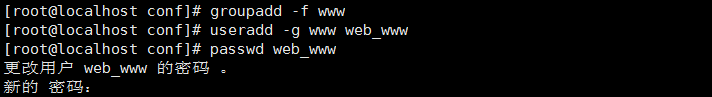 [root@localhost conf]# groupadd -f www
[root@localhost conf]# useradd -g www web_www
[root@localhost conf]# passwd web_www
更改用户 web_www 的密码 。
新的 密码：